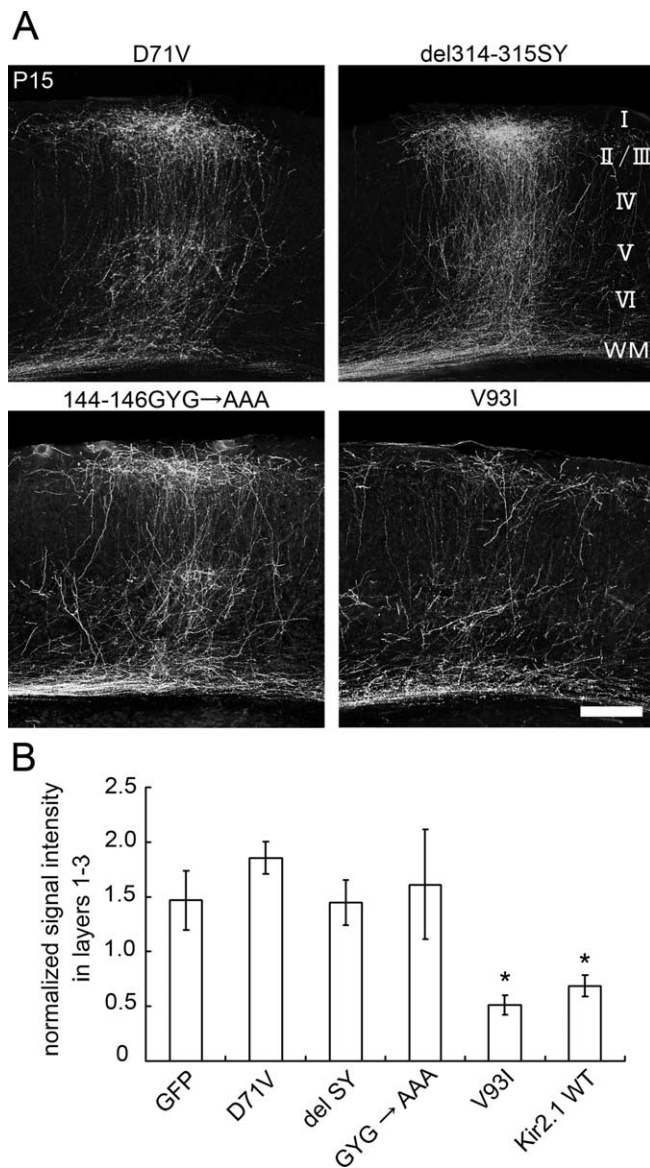 A
D71V
del314-315SY
P15
I
II / III
IV
V
VI
WM
144-146GYG→AAA
V93I
B
normalized signal intensity
in layers 1-3
2.5
2.0
1.5
1.0
0.5
0
GFP
D71V
del SY
GYG → AAA
V93I
Kir2.1 WT
*
*